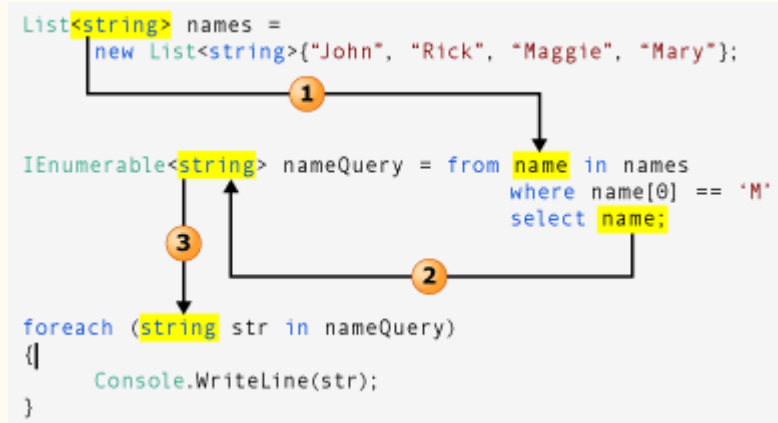 List<string> names =
new List<string>{“John”, “Rick”, “Maggie”, “Mary”};
1
IEnumerable<string> nameQuery = from name in names
where name[0] == ‘M’
select name;
3
2
foreach (string str in nameQuery)
{
Console.WriteLine(str);
}